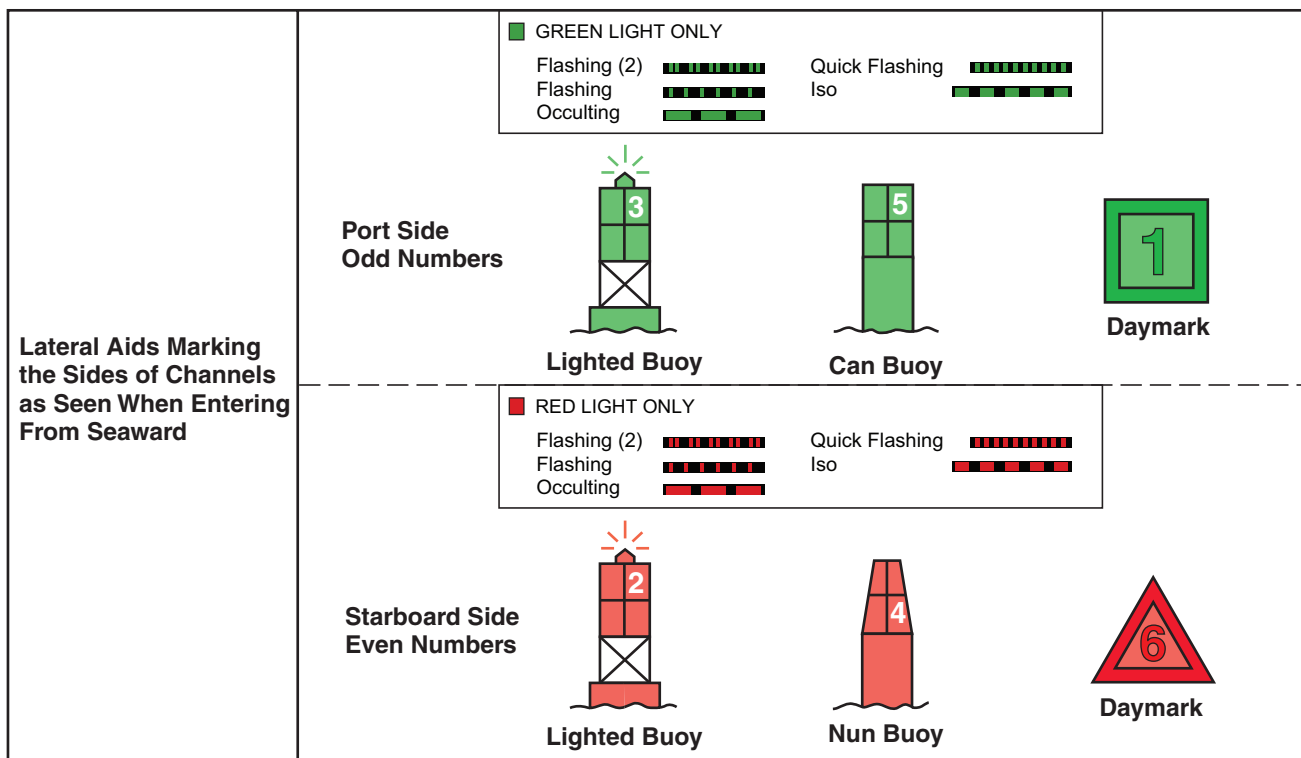 GREEN LIGHT ONLY
Flashing (2)
Quick Flashing
Flashing
Iso
Occulting
3
5
1
Port Side
Odd Numbers
Lighted Buoy
Can Buoy
Daymark
Lateral Aids Marking
the Sides of Channels
as Seen When Entering
From Seaward
RED LIGHT ONLY
Flashing (2)
Quick Flashing
Flashing
Iso
Occulting
2
4
6
Starboard Side
Even Numbers
Lighted Buoy
Nun Buoy
Daymark